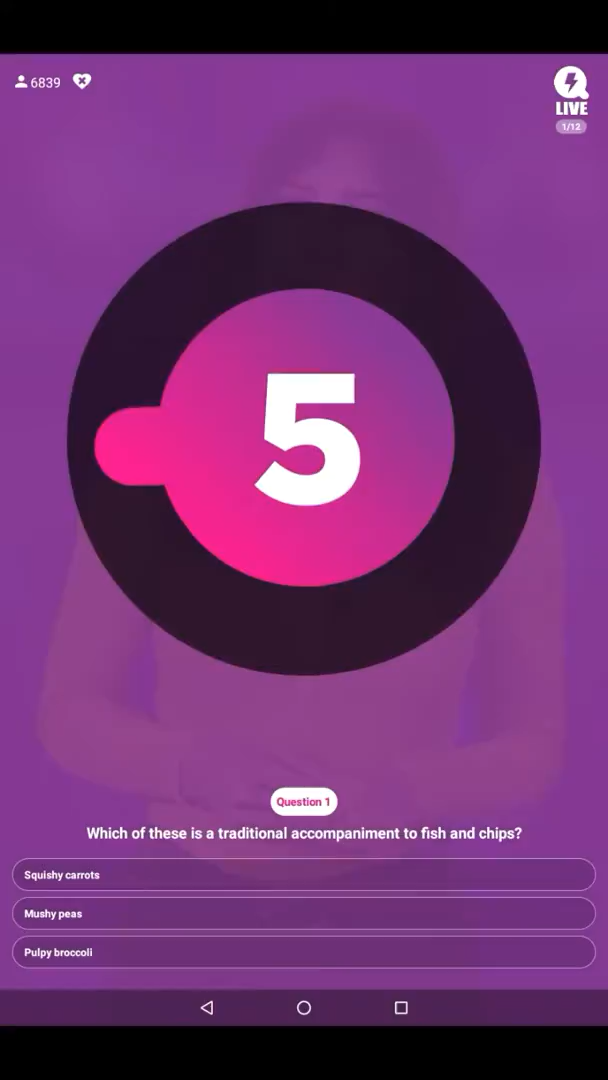 6839
LIVE
1/12
5
Question 1
Which of these is a traditional accompaniment to fish and chips?
Squishy carrots
Mushy peas
Pulpy broccoli